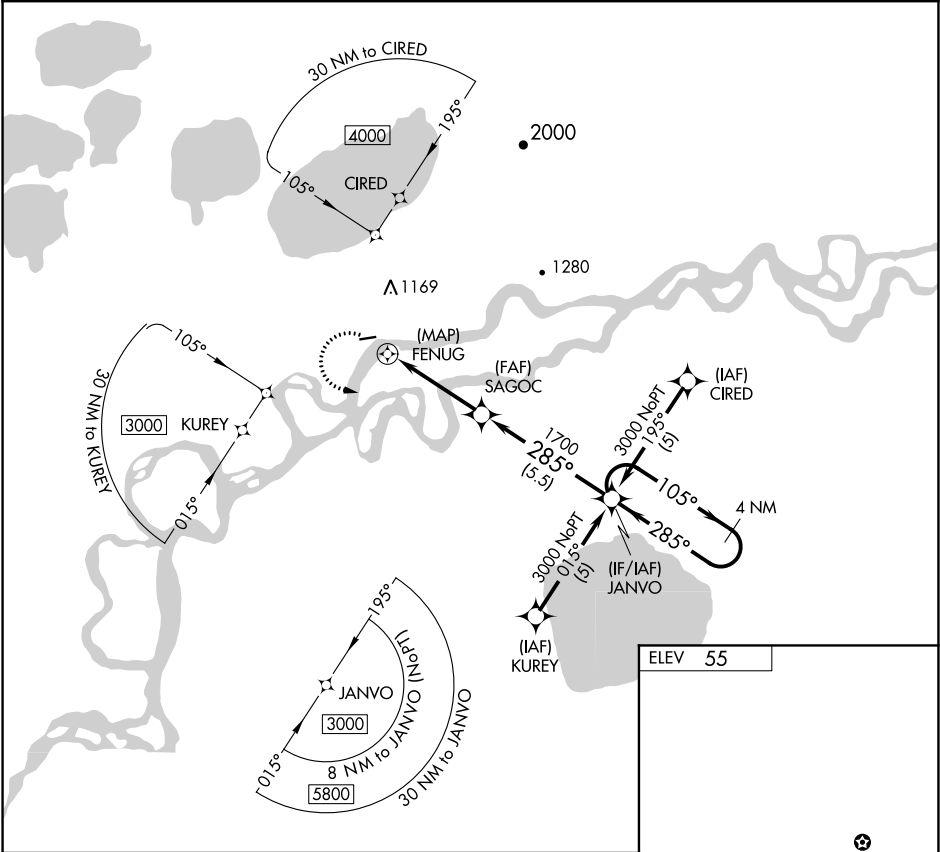 30 NM to CIRED
4000
195°
105°
CIRED
2000
1280
1169
(MAP)
FENUG
(FAF)
SAGOC
(IAF)
CIRED
105°
30 NM to KUREY
3000
KUREY
015°
1700
285°
(5.5)
3000 NoPT
195°
(5)
105°
4 NM
285°
3000 NoPT
015°
(5)
(IF/IAF)
JANVO
(IAF)
KUREY
195°
JANVO
3000
8 NM to JANVO (NoPT)
015°
5800
30 NM to JANVO
ELEV 55